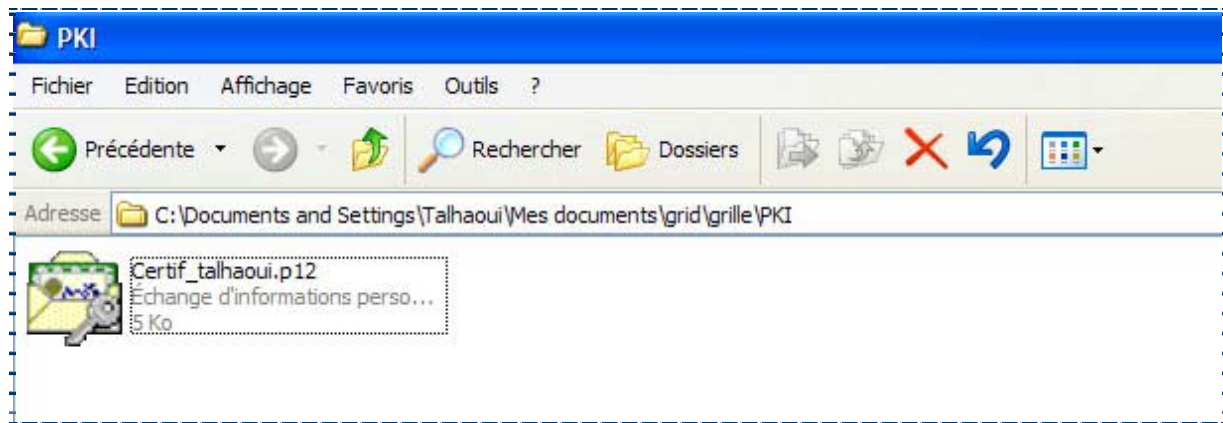 PKI
Fichier Edition Affichage Favoris Outils ?
Précédente Rechercher Dossiers
Adresse C:\Documents and Settings\Talhaoui\Mes documents\grid\grille\PKI
Certif_talhaoui.p12
Échange d'informations perso...
5 Ko